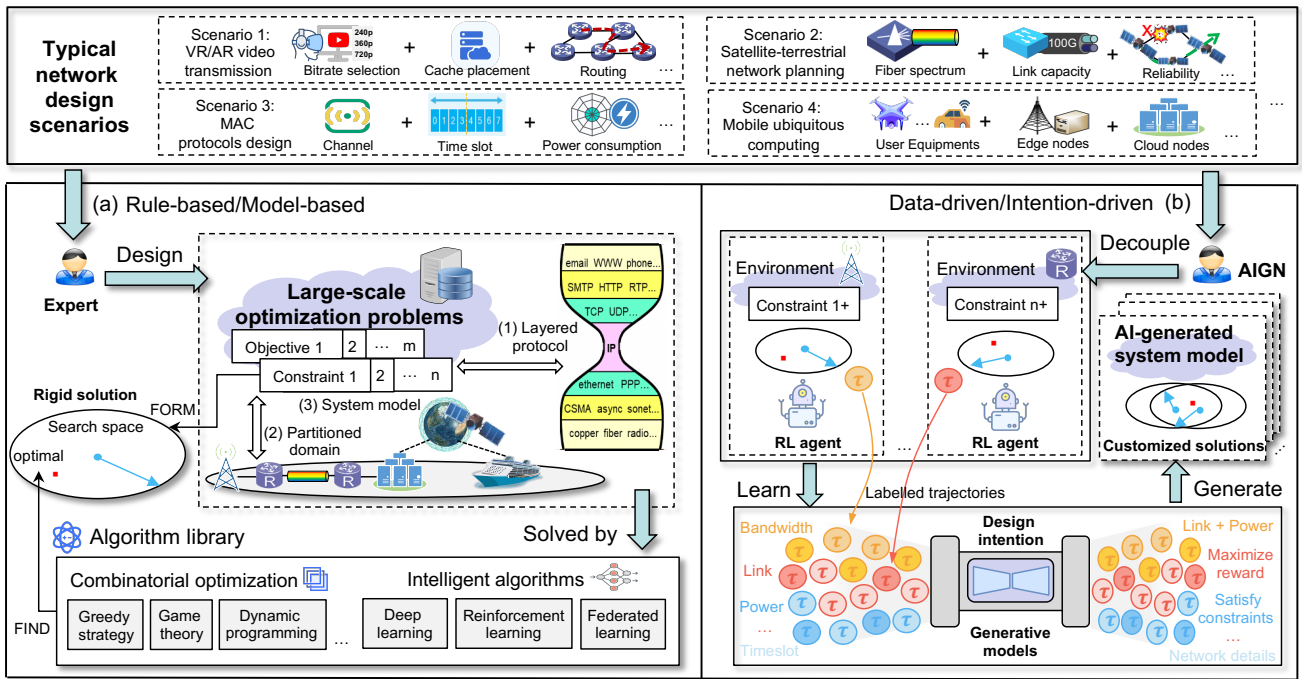 Typical
network
design
scenarios
Scenario 1:
VR/AR video
transmission
240p
360p
720p
Bitrate selection
+
Cache placement
+
Routing
...
Scenario 2:
Satellite-terrestrial
network planning
Fiber spectrum
+
100G
Link capacity
+
X
Reliability
...
Scenario 3:
MAC
protocols design
Channel
+
0 1 2 3 4 5 6 7
Time slot
+
Power consumption
...
Scenario 4:
Mobile ubiquitous
computing
...
User Equipments
+
Edge nodes
+
Cloud nodes
...
...
(a) Rule-based/Model-based
Expert
Design
Large-scale
optimization problems
Objective 1 2 ... m
Constraint 1 2 ... n
(1) Layered
protocol
email WWW phone...
SMTP HTTP RTP...
TCP UDP...
IP
ethernet PPP...
CSMA async sonet...
copper fiber radio...
(3) System model
(2) Partitioned
domain
R
R
Rigid solution
FORM
Search space
optimal
Solved by
Algorithm library
FIND
Combinatorial optimization
Greedy
strategy
Game
theory
Dynamic
programming
...
Intelligent algorithms
Deep
learning
Reinforcement
learning
Federated
learning
Data-driven/Intention-driven (b)
Decouple
AIGN
Environment
Constraint 1+
τ
RL agent
...
...
Environment
R
Constraint n+
τ
RL agent
AI-generated
system model
Customized solutions
...
Learn
Labelled trajectories
Generate
Bandwidth
Link
Power
...
Timeslot
τ τ τ τ τ τ τ τ τ τ τ τ τ τ τ τ
Design
intention
Generative
models
τ τ τ τ τ τ τ τ τ τ τ τ τ τ τ τ
Link + Power
Maximize
reward
Satisfy
constraints
...
Network details